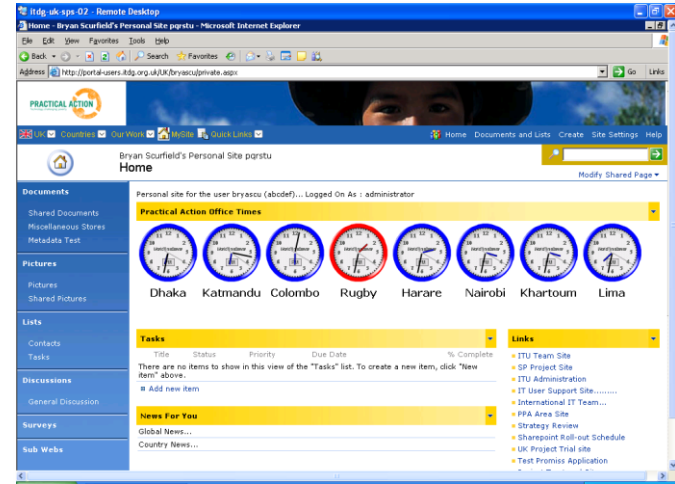 itdg-uk-sps-02 - Remote Desktop
Home - Bryan Scurfield's Personal Site pqrstu - Microsoft Internet Explorer
File Edit View Favorites Tools Help
Back Search Favorites
Address http://portal-users.itdg.org.uk/UK/bryascu/private.aspx Go Links
PRACTICAL ACTION
UK Countries Our Work MySite Quick Links Home Documents and Lists Create Site Settings Help
Bryan Scurfield's Personal Site pqrstu
Home
Modify Shared Page
Documents
Shared Documents
Miscellaneous Stores
Metadata Test
Pictures
Pictures
Shared Pictures
Lists
Contacts
Tasks
Discussions
General Discussion
Surveys
Sub Webs
Personal site for the user bryascu (abcdef)... Logged On As : administrator
Practical Action Office Times
Dhaka Katmandu Colombo Rugby Harare Nairobi Khartoum Lima
Tasks
Title Status Priority Due Date % Complete
There are no items to show in this view of the "Tasks" list. To create a new item, click "New
item" above.
Add new item
News For You
Global News...
Country News...
Links
ITU Team Site
SP Project Site
ITU Administration
IT User Support Site.........
International IT Team...
PPA Area Site
Strategy Review
Sharepoint Roll-out Schedule
UK Project Trial site
Test Promiss Application